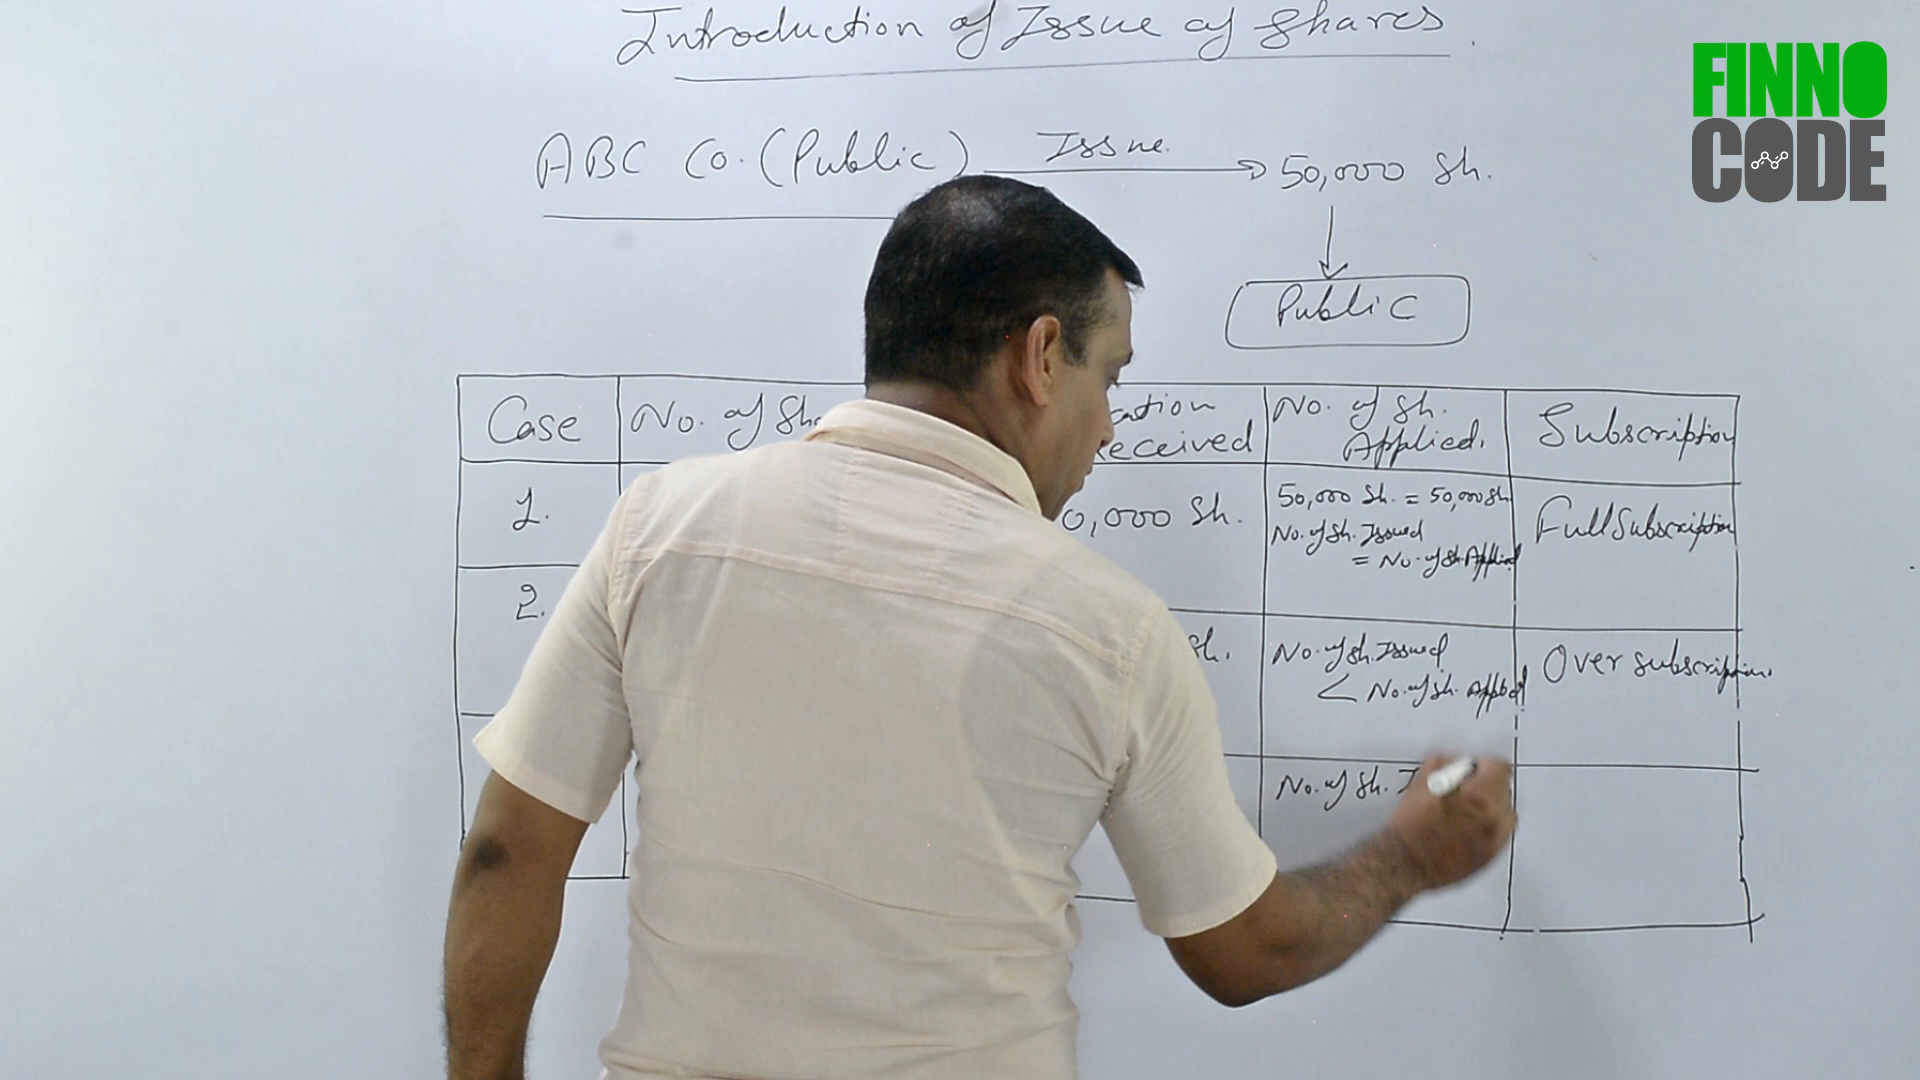 Introduction of Issue of Shares.
ABC Co. (Public) Issue 50,000 Sh.
Public
FINNO
CODE
Case No. of No. of Sh. Applied. Subscription
Received
1. 0,000 Sh. 50,000 Sh. = 50,000 Sh Full Subscription
No. of Sh. Issued
= No. of Sh. Applied
2. Sh. No. of Sh. Issued Over Subscription.
< No. of Sh. Applied
No. of Sh. I